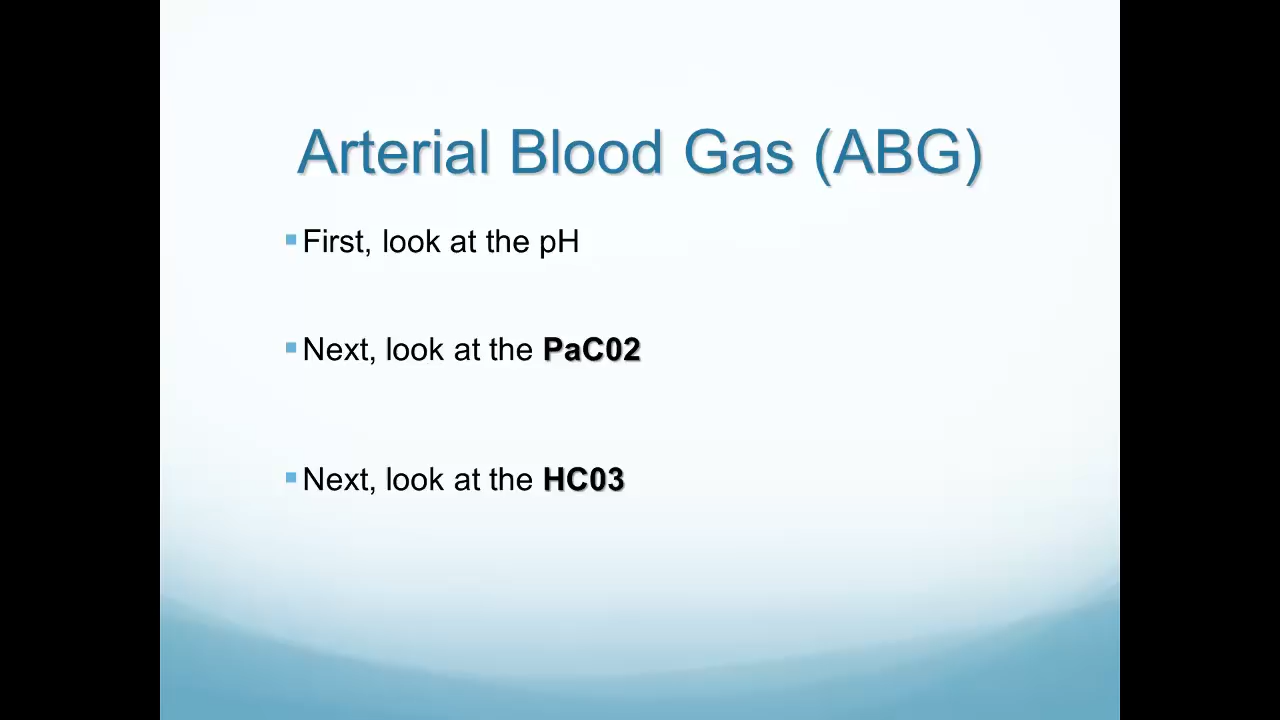 Arterial Blood Gas (ABG)
First, look at the pH
Next, look at the PaC02
Next, look at the HC03